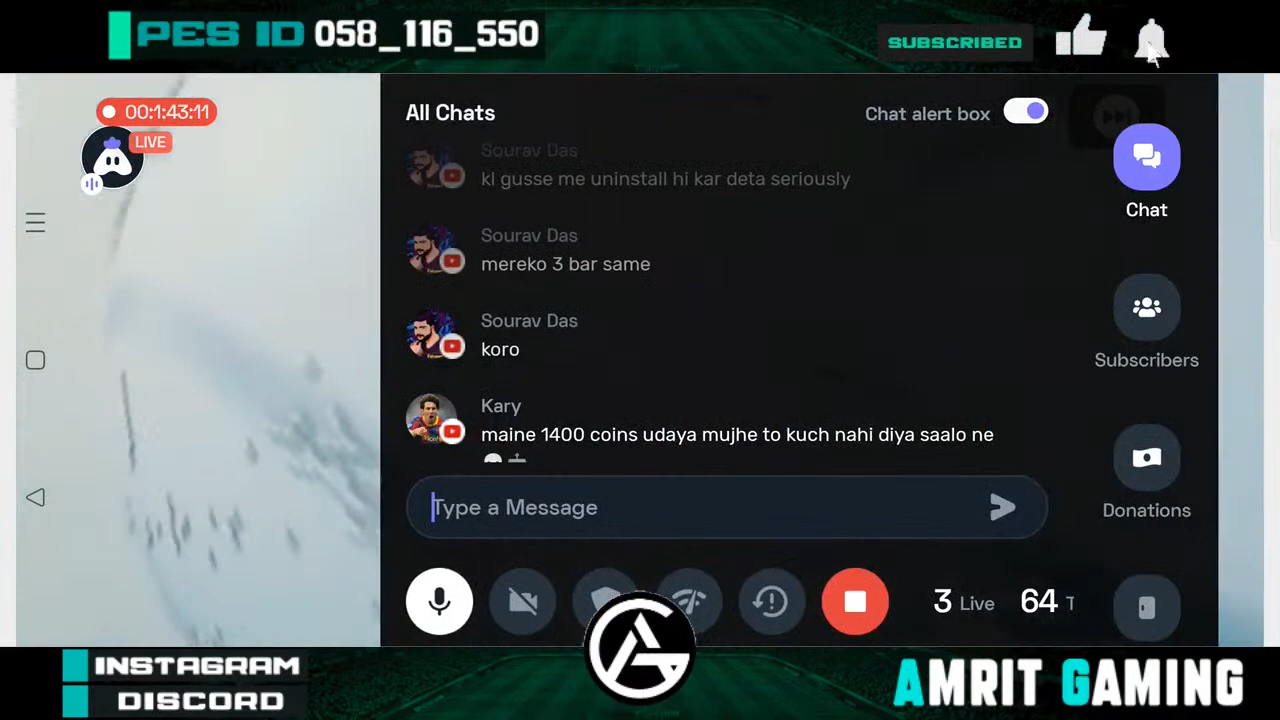 PES ID 058_116_550
SUBSCRIBED
00:1:43:11
LIVE
All Chats
Chat alert box
Sourav Das
kl gusse me uninstall hi kar deta seriously
Sourav Das
mereko 3 bar same
Sourav Das
koro
Kary
maine 1400 coins udaya mujhe to kuch nahi diya saalo ne
Type a Message
Chat
Subscribers
Donations
3 Live 64 T
INSTAGRAM
DISCORD
AMRIT GAMING